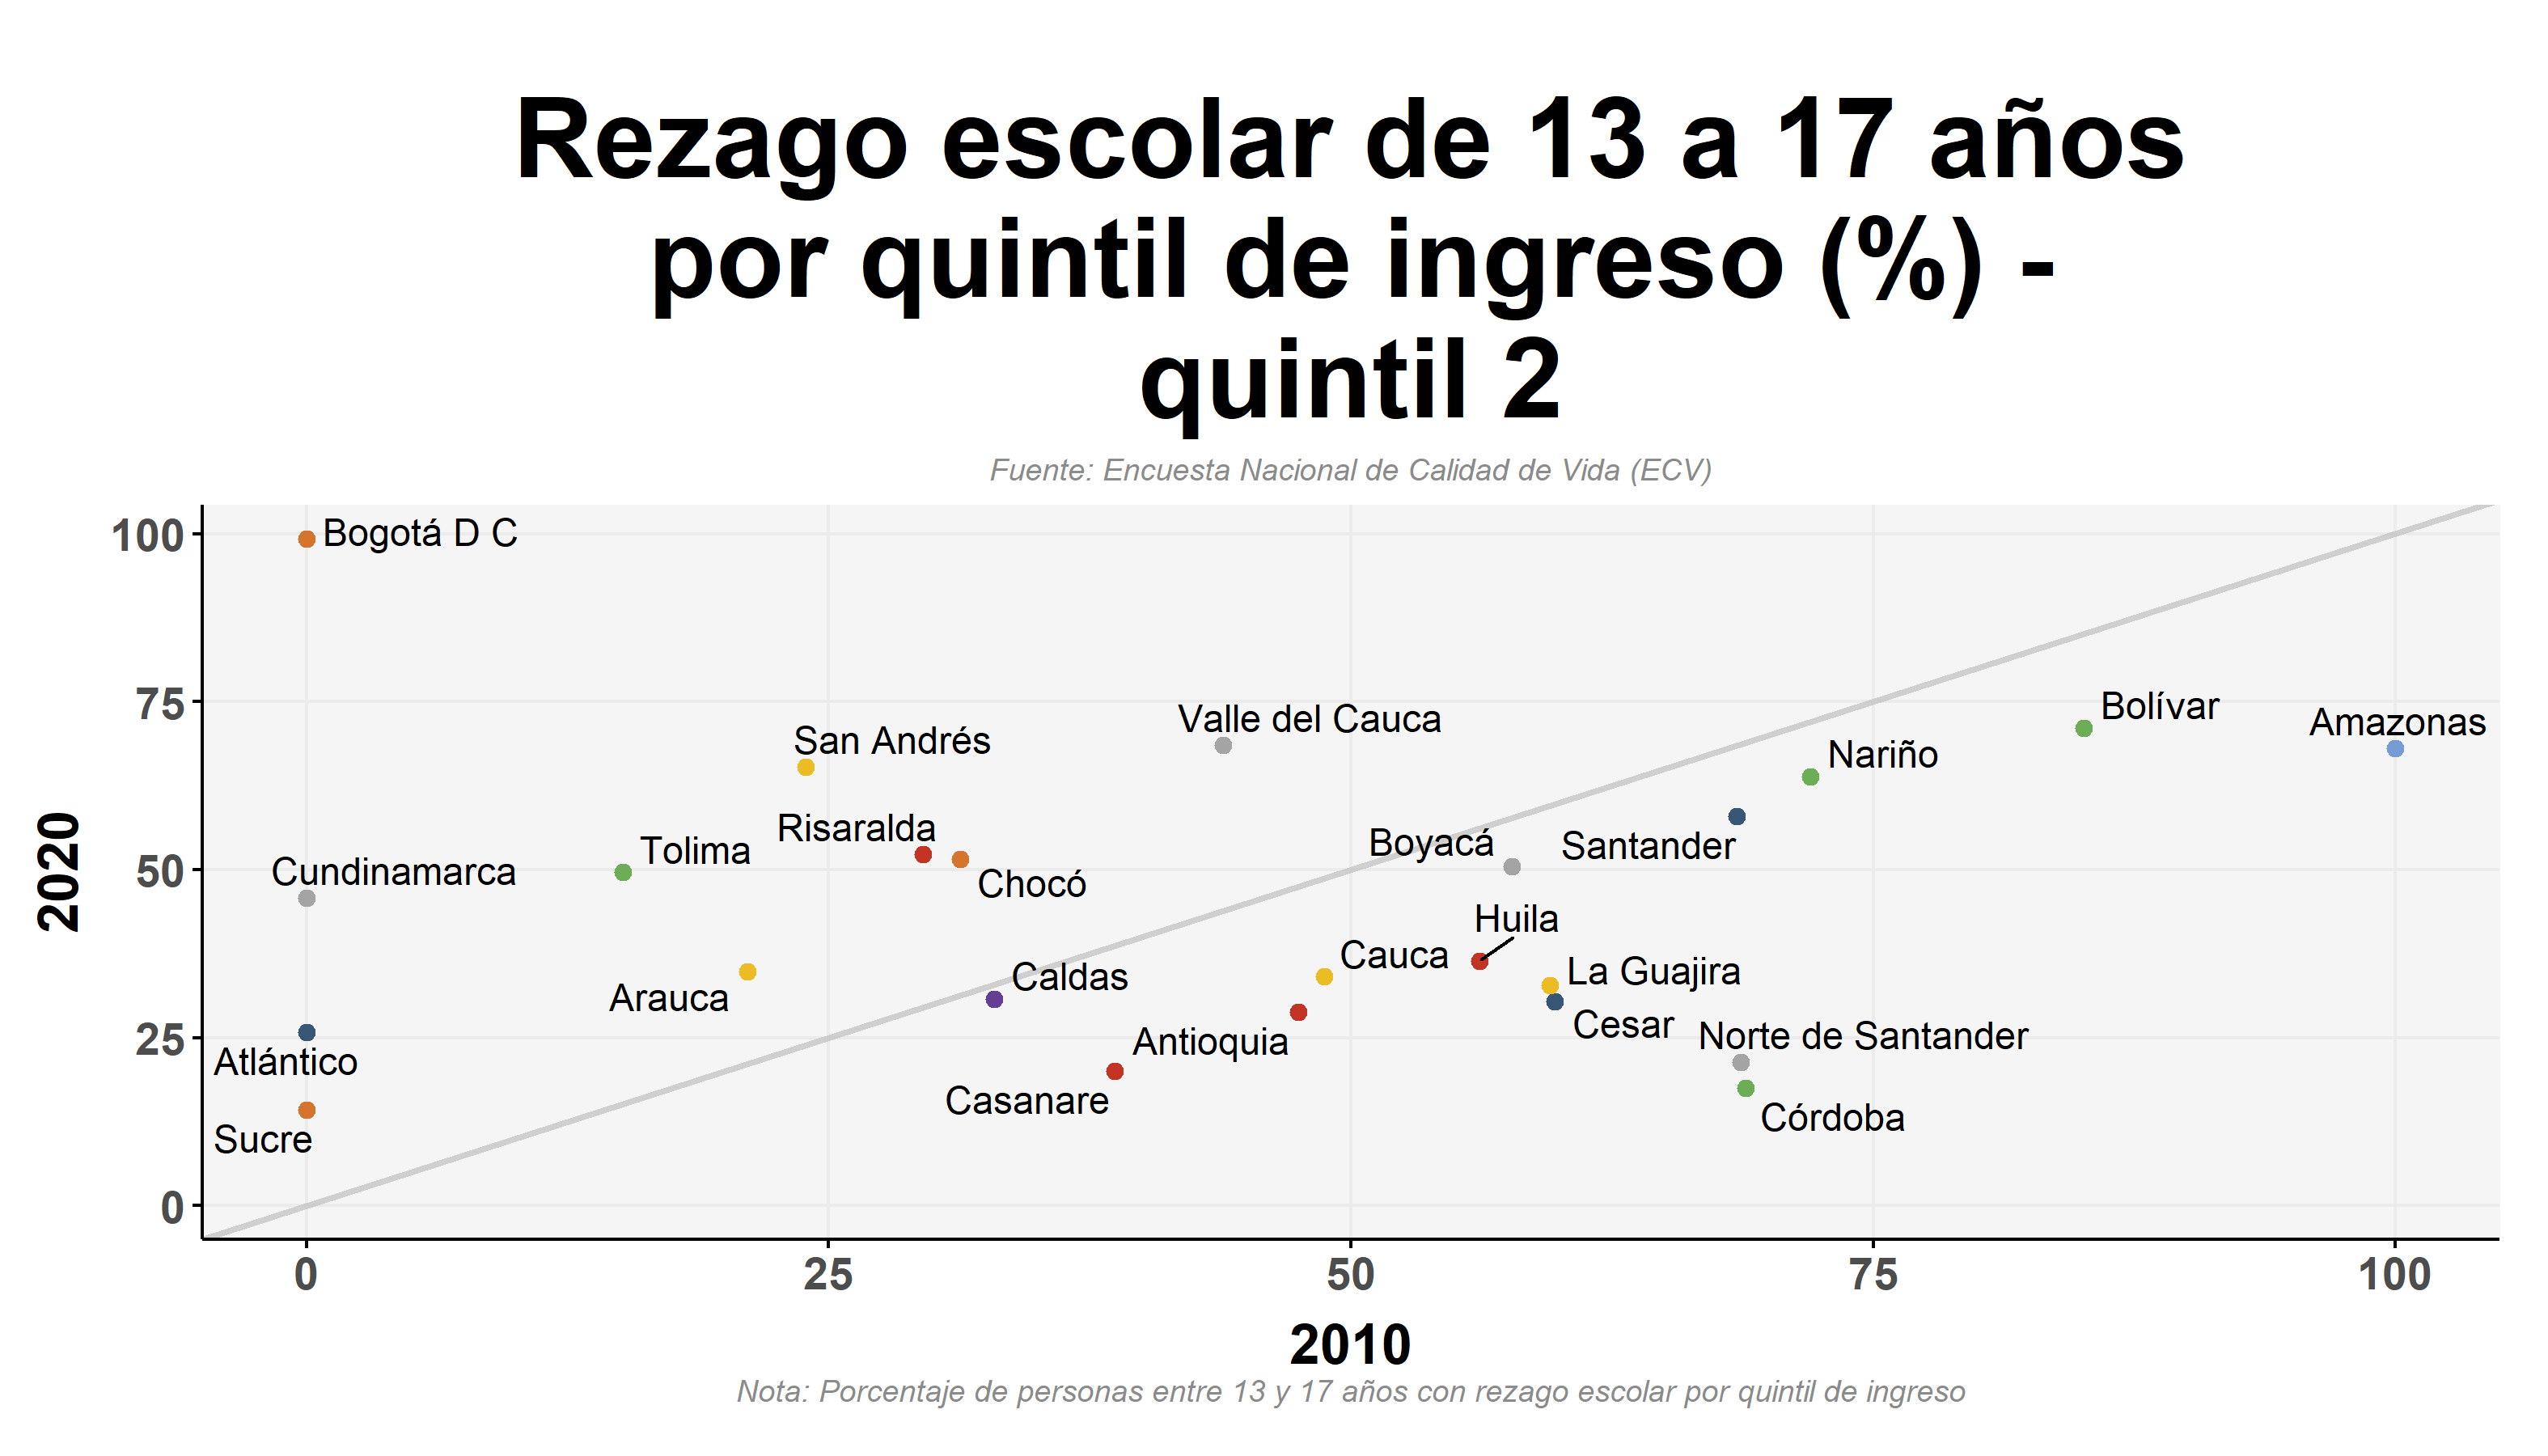 Rezago escolar de 13 a 17 años
por quintil de ingreso (%) -
quintil 2
Fuente: Encuesta Nacional de Calidad de Vida (ECV)
100
Bogotá D C
75
Bolívar
Valle del Cauca
Amazonas
San Andrés
Nariño
Risaralda
Boyacá
Santander
Tolima
50
Cundinamarca
Chocó
2020
Huila
Cauca
La Guajira
Caldas
Arauca
Cesar
25
Norte de Santander
Antioquia
Atlántico
Casanare
Córdoba
Sucre
0
0
25
50
75
100
2010
Nota: Porcentaje de personas entre 13 y 17 años con rezago escolar por quintil de ingreso